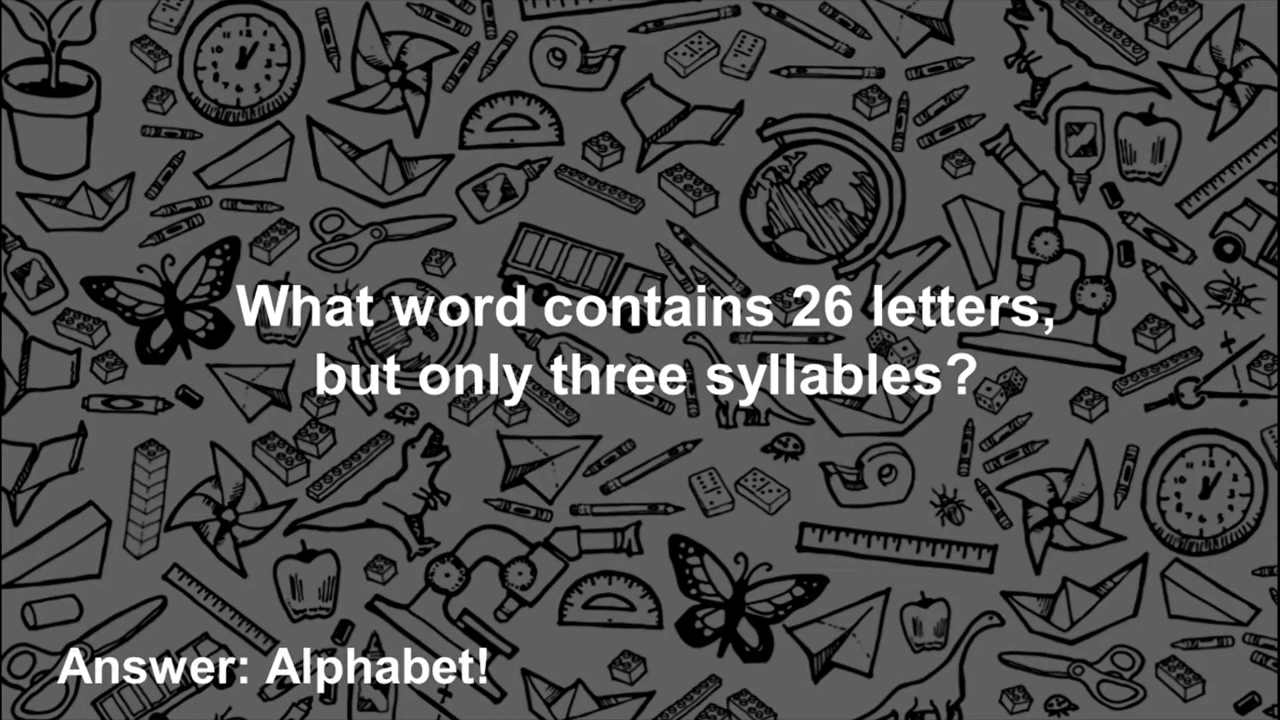 What word contains 26 letters,
but only three syllables?
Answer: Alphabet!